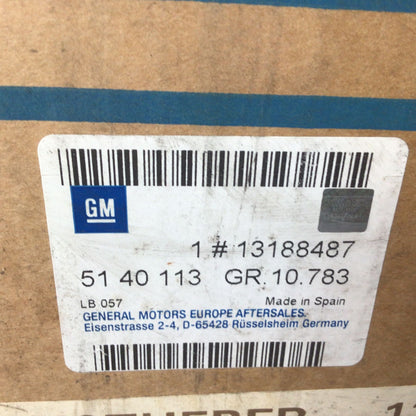 GM
1 # 13188487
51 40 113 GR. 10.783
LB 057 Made in Spain
GENERAL MOTORS EUROPE AFTERSALES.
Eisenstrasse 2-4, D-65428 Rüsselsheim Germany